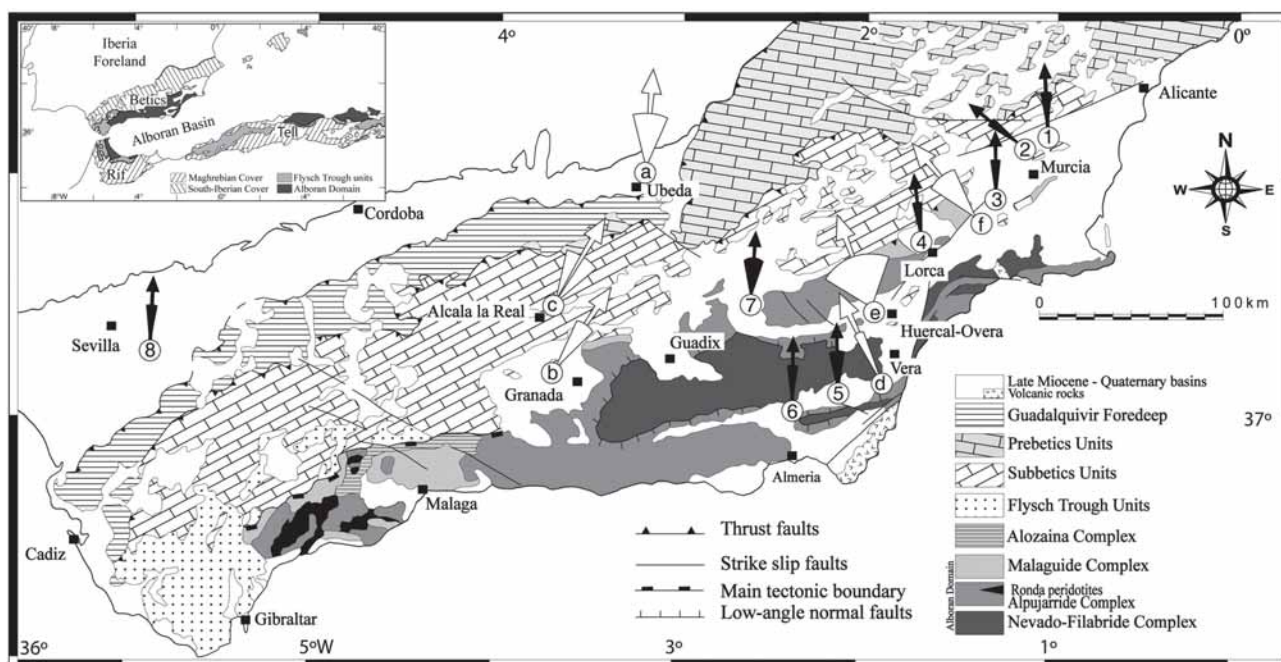 4°
2°
0°
Iberia
Foreland
Betics
Alboran Basin
Tell
Rif
8°W
Maghrebian Cover
Flysch Trough units
South-Iberian Cover
Alboran Domain
Alicante
1
2
Murcia
3
N
W
E
S
a
Ubeda
Cordoba
f
4
Lorca
0
100 km
7
c
Alcala la Real
e
Huercal-Overa
Sevilla
8
Guadix
Vera
b
Granada
5
d
6
37°
Almeria
Malaga
Cadiz
Gibraltar
Late Miocene - Quaternary basins
Volcanic rocks
Guadalquivir Foredeep
Prebetics Units
Subbetics Units
Flysch Trough Units
Alozaina Complex
Malaguide Complex
Ronda peridotites
Alpujarride Complex
Nevado-Filabride Complex
Alboran Domain
Thrust faults
Strike slip faults
Main tectonic boundary
Low-angle normal faults
36°
5°W
3°
1°